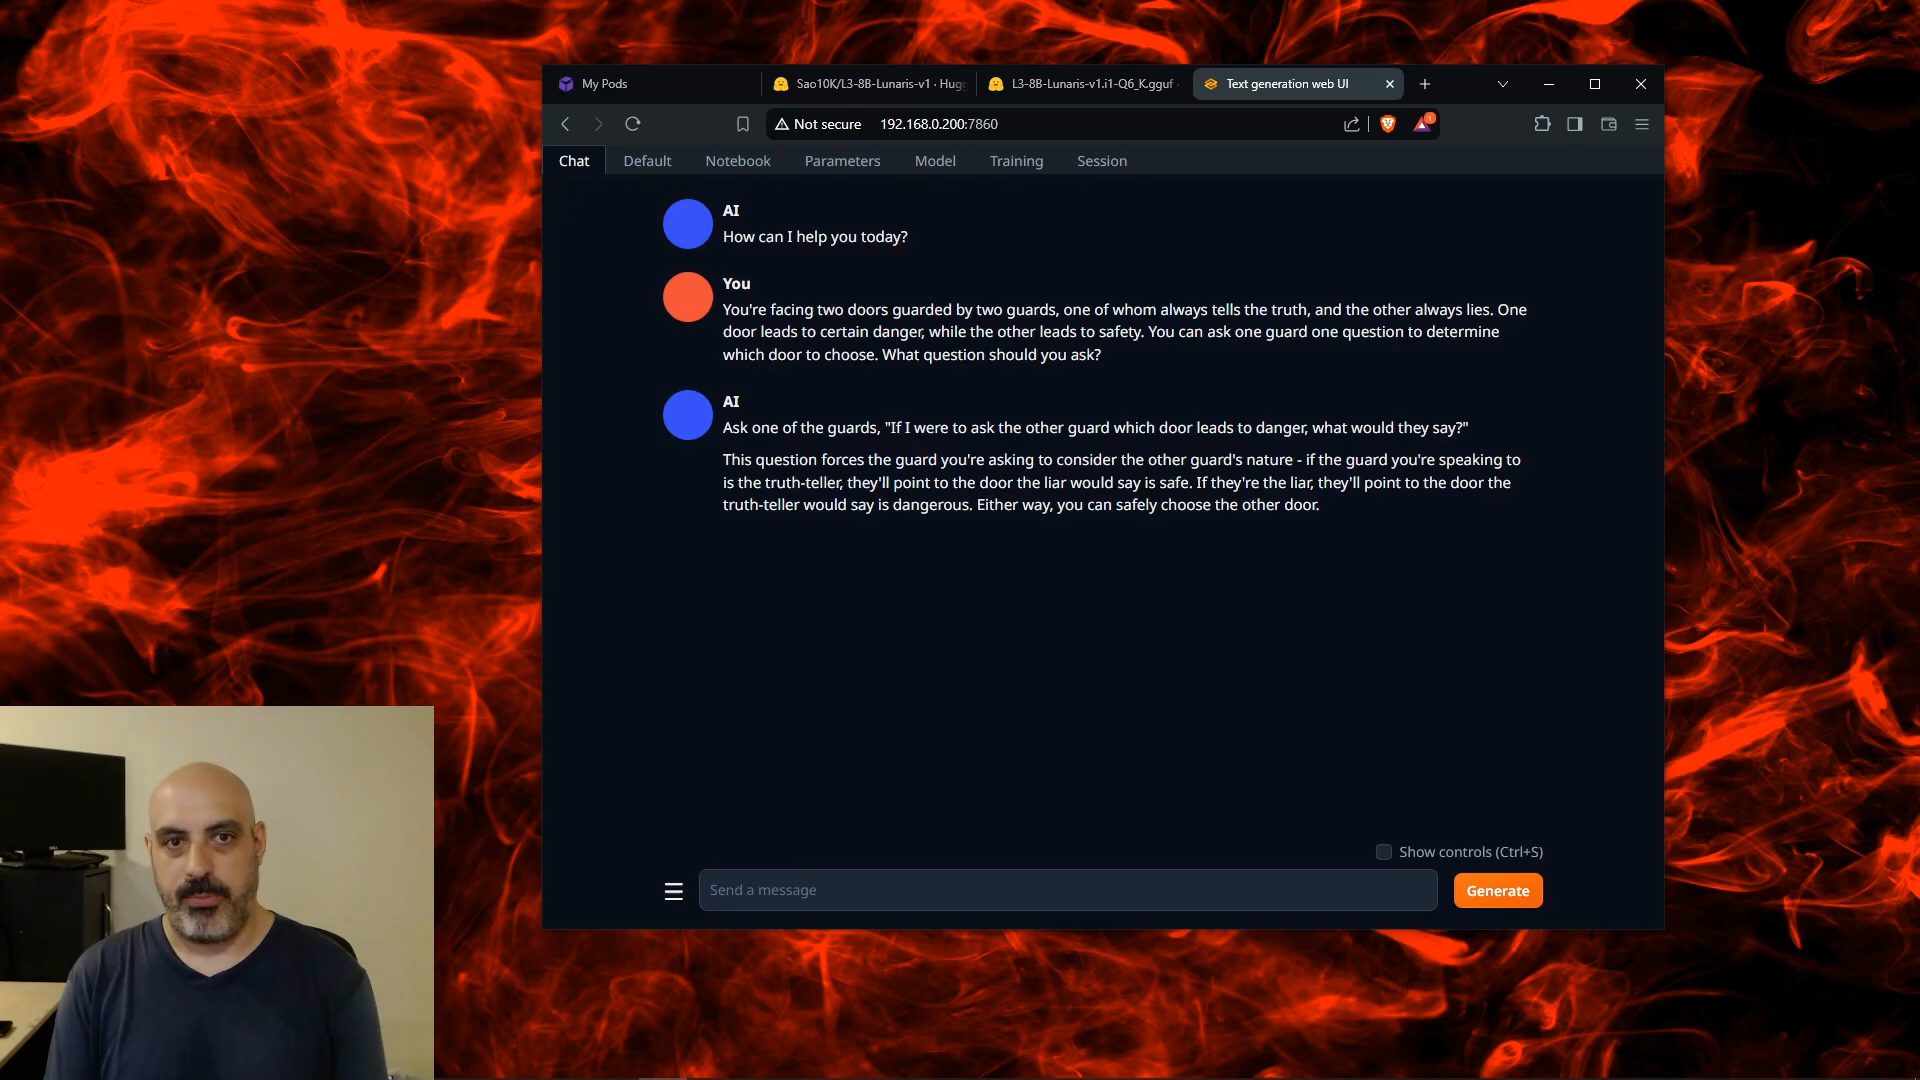 My Pods
Sao10K/L3-8B-Lunaris-v1 · Hugg
L3-8B-Lunaris-v1.i1-Q6_K.gguf
Text generation web UI
Not secure
192.168.0.200:7860
1
Chat
Default
Notebook
Parameters
Model
Training
Session
AI
How can I help you today?
You
You're facing two doors guarded by two guards, one of whom always tells the truth, and the other always lies. One
door leads to certain danger, while the other leads to safety. You can ask one guard one question to determine
which door to choose. What question should you ask?
AI
Ask one of the guards, "If I were to ask the other guard which door leads to danger, what would they say?"
This question forces the guard you're asking to consider the other guard's nature - if the guard you're speaking to
is the truth-teller, they'll point to the door the liar would say is safe. If they're the liar, they'll point to the door the
truth-teller would say is dangerous. Either way, you can safely choose the other door.
Show controls (Ctrl+S)
Send a message
Generate